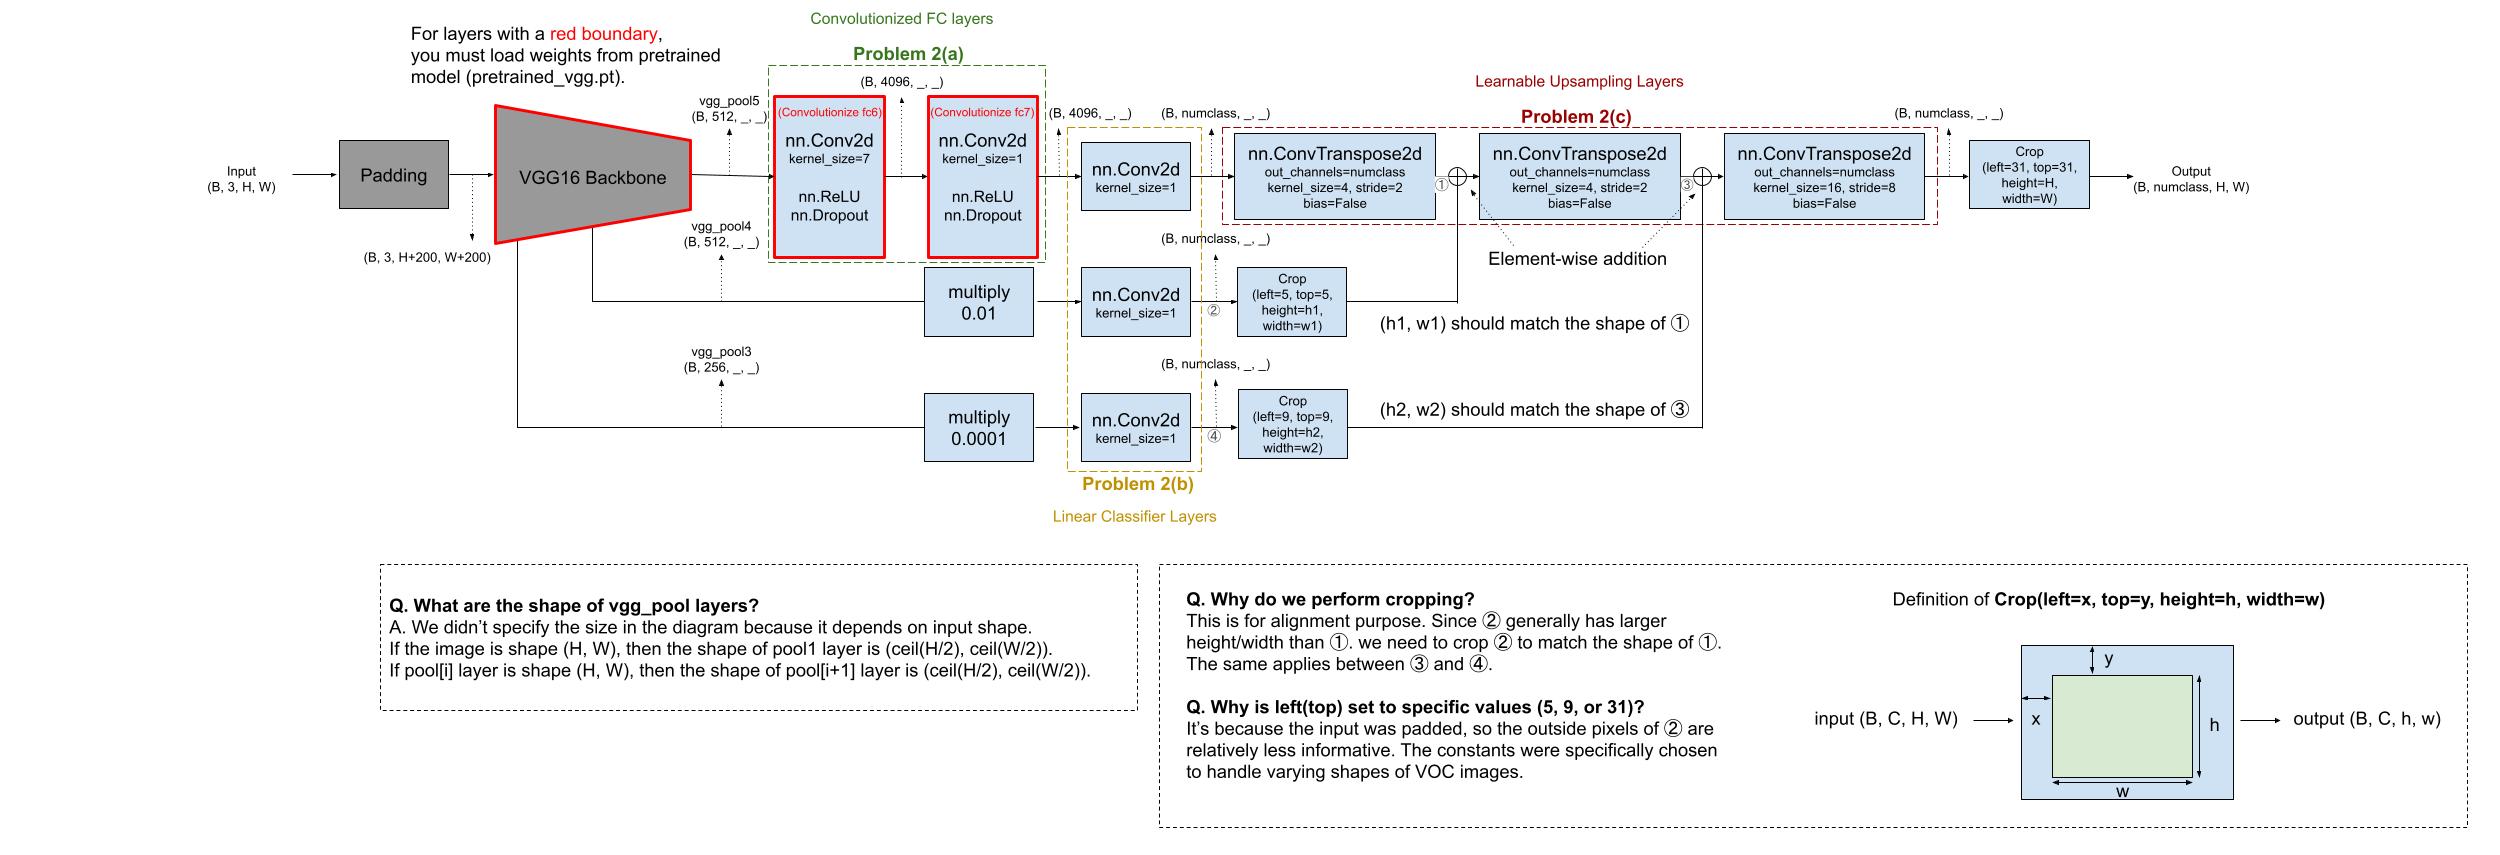 Convolutionized FC layers
For layers with a red boundary,
you must load weights from pretrained
model (pretrained_vgg.pt).
Problem 2(a)
(B, 4096, _, _)
Learnable Upsampling Layers
Problem 2(c)
vgg_pool5
(B, 512, _, _)
(Convolutionize fc6)
nn.Conv2d
kernel_size=7
nn.ReLU
nn.Dropout
(Convolutionize fc7)
nn.Conv2d
kernel_size=1
nn.ReLU
nn.Dropout
(B, 4096, _, _)
(B, numclass, _, _)
(B, numclass, _, _)
Input
(B, 3, H, W)
Padding
(B, 3, H+200, W+200)
VGG16 Backbone
nn.Conv2d
kernel_size=1
nn.ConvTranspose2d
out_channels=numclass
kernel_size=4, stride=2
bias=False
①
nn.ConvTranspose2d
out_channels=numclass
kernel_size=4, stride=2
bias=False
③
nn.ConvTranspose2d
out_channels=numclass
kernel_size=16, stride=8
bias=False
Crop
(left=31, top=31,
height=H,
width=W)
Output
(B, numclass, H, W)
Element-wise addition
vgg_pool4
(B, 512, _, _)
multiply
0.01
nn.Conv2d
kernel_size=1
(B, numclass, _, _)
②
Crop
(left=5, top=5,
height=h1,
width=w1)
(h1, w1) should match the shape of ①
vgg_pool3
(B, 256, _, _)
multiply
0.0001
nn.Conv2d
kernel_size=1
(B, numclass, _, _)
④
Crop
(left=9, top=9,
height=h2,
width=w2)
(h2, w2) should match the shape of ③
Problem 2(b)
Linear Classifier Layers
Q. What are the shape of vgg_pool layers?
A. We didn't specify the size in the diagram because it depends on input shape.
If the image is shape (H, W), then the shape of pool1 layer is (ceil(H/2), ceil(W/2)).
If pool[i] layer is shape (H, W), then the shape of pool[i+1] layer is (ceil(H/2), ceil(W/2)).
Q. Why do we perform cropping?
This is for alignment purpose. Since ② generally has larger
height/width than ①. we need to crop ② to match the shape of ①.
The same applies between ③ and ④.
Q. Why is left(top) set to specific values (5, 9, or 31)?
It's because the input was padded, so the outside pixels of ② are
relatively less informative. The constants were specifically chosen
to handle varying shapes of VOC images.
Definition of Crop(left=x, top=y, height=h, width=w)
input (B, C, H, W)
y
x
h
w
output (B, C, h, w)